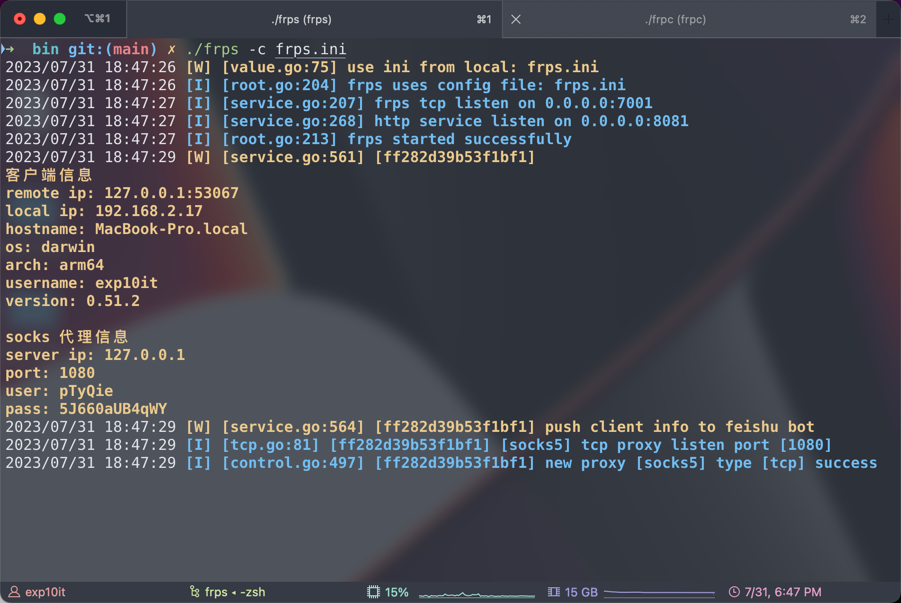 ⌥⌘1 ./frps (frps) ⌘1 ./frpc (frpc) ⌘2
➜ bin git:(main) ✗ ./frps -c frps.ini
2023/07/31 18:47:26 [W] [value.go:75] use ini from local: frps.ini
2023/07/31 18:47:26 [I] [root.go:204] frps uses config file: frps.ini
2023/07/31 18:47:27 [I] [service.go:207] frps tcp listen on 0.0.0.0:7001
2023/07/31 18:47:27 [I] [service.go:268] http service listen on 0.0.0.0:8081
2023/07/31 18:47:27 [I] [root.go:213] frps started successfully
2023/07/31 18:47:29 [W] [service.go:561] [ff282d39b53f1bf1]
客户端信息
remote ip: 127.0.0.1:53067
local ip: 192.168.2.17
hostname: MacBook-Pro.local
os: darwin
arch: arm64
username: exp10it
version: 0.51.2
socks 代理信息
server ip: 127.0.0.1
port: 1080
user: pTyQie
pass: 5J660aUB4qWY
2023/07/31 18:47:29 [W] [service.go:564] [ff282d39b53f1bf1] push client info to feishu bot
2023/07/31 18:47:29 [I] [tcp.go:81] [ff282d39b53f1bf1] [socks5] tcp proxy listen port [1080]
2023/07/31 18:47:29 [I] [control.go:497] [ff282d39b53f1bf1] new proxy [socks5] type [tcp] success
exp10it frps ◂ -zsh 15% 15 GB 7/31, 6:47 PM